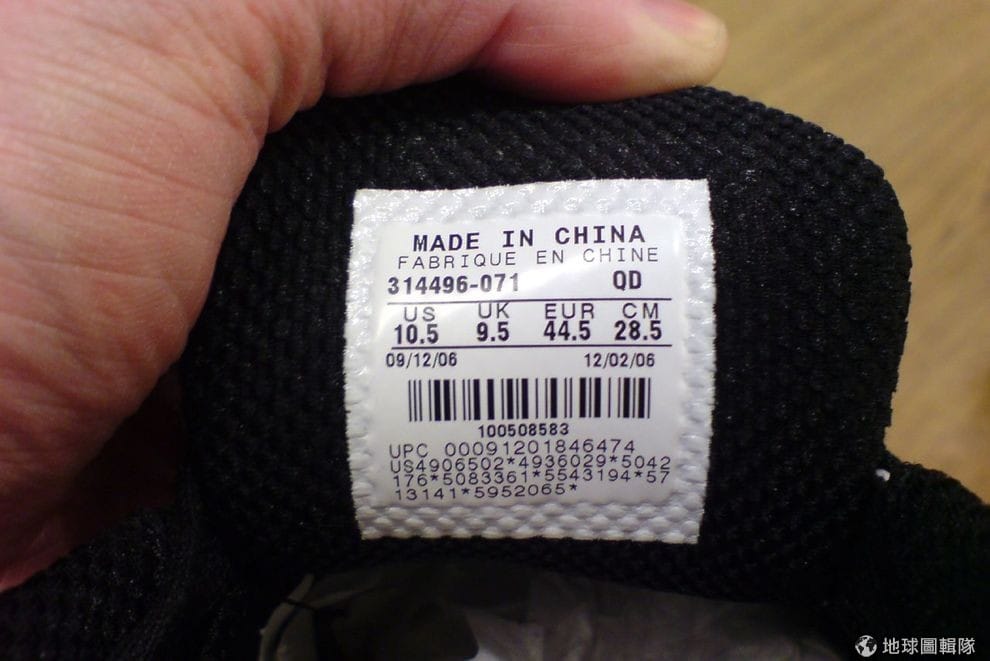 MADE IN CHINA
FABRIQUE EN CHINE
314496-071 QD
US UK EUR CM
10.5 9.5 44.5 28.5
09/12/06 12/02/06
100508583
UPC 00091201846474
US4906502*4936029*5042
176*5083361*5543194*57
13141*5952065*
地球圖輯隊